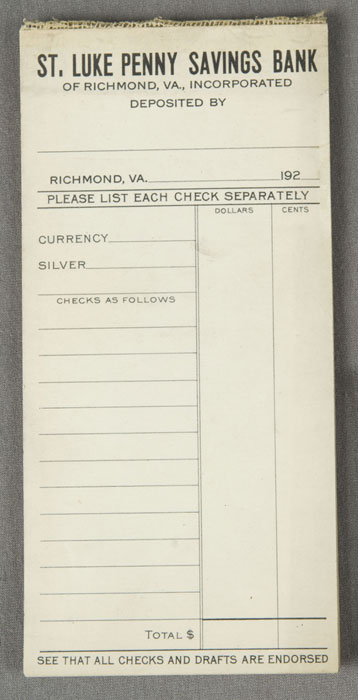 ST. LUKE PENNY SAVINGS BANK
OF RICHMOND, VA., INCORPORATED
DEPOSITED BY
RICHMOND, VA. 192
PLEASE LIST EACH CHECK SEPARATELY
DOLLARS CENTS
CURRENCY
SILVER
CHECKS AS FOLLOWS
TOTAL $
SEE THAT ALL CHECKS AND DRAFTS ARE ENDORSED